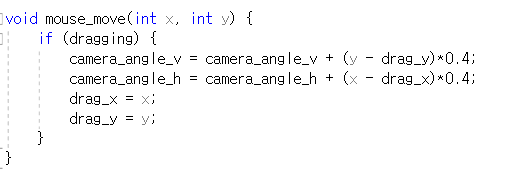 void mouse_move(int x, int y) {
    if (dragging) {
        camera_angle_v = camera_angle_v + (y - drag_y)*0.4;
        camera_angle_h = camera_angle_h + (x - drag_x)*0.4;
        drag_x = x;
        drag_y = y;
    }
}